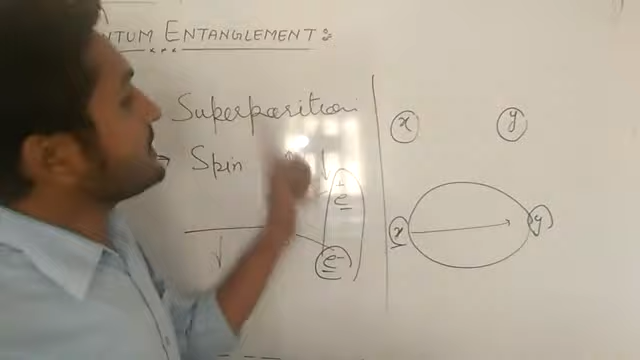 NTUM ENTANGLEMENT:
Superposition
x y
→ Spin ↑ ↓
+
e
x y
e-